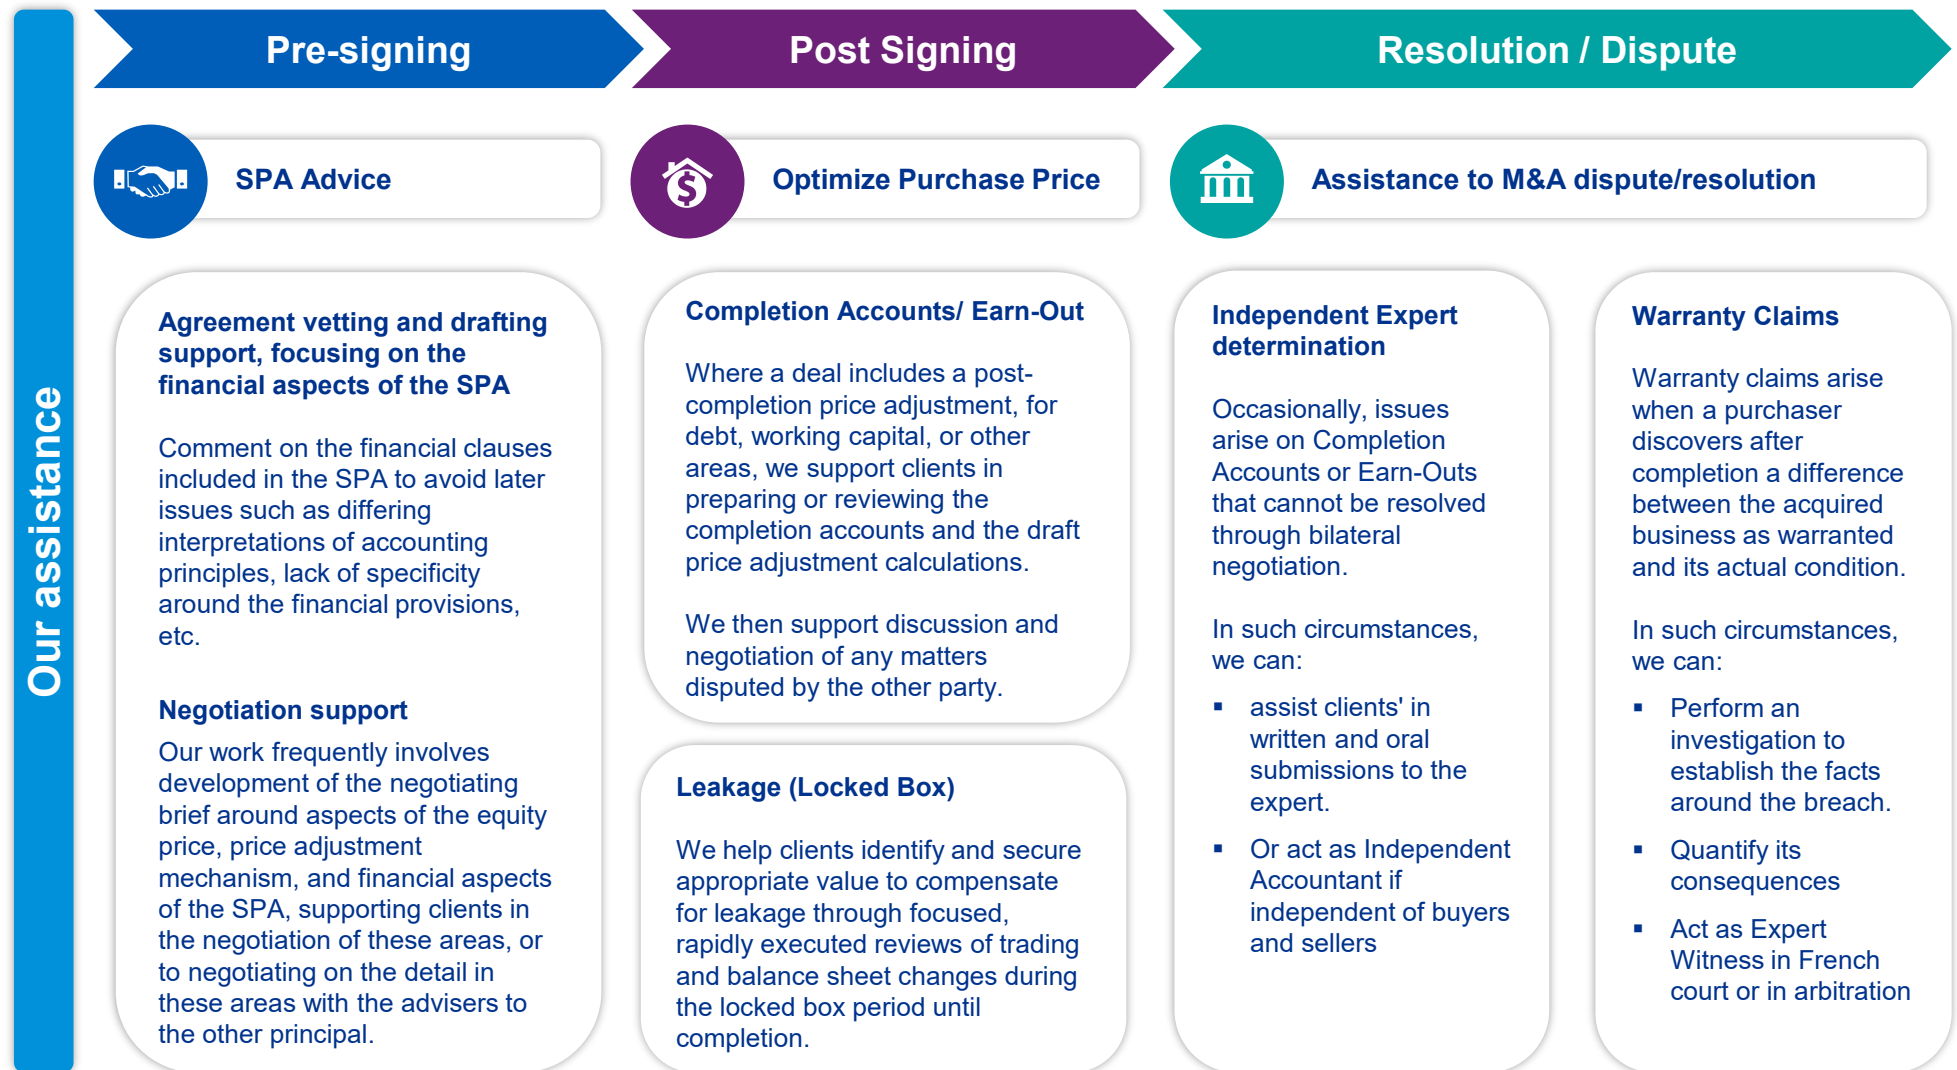 Our assistance
Pre-signing
Post Signing
Resolution / Dispute
SPA Advice
Optimize Purchase Price
Assistance to M&A dispute/resolution
Agreement vetting and drafting
support, focusing on the
financial aspects of the SPA
Comment on the financial clauses
included in the SPA to avoid later
issues such as differing
interpretations of accounting
principles, lack of specificity
around the financial provisions,
etc.
Negotiation support
Our work frequently involves
development of the negotiating
brief around aspects of the equity
price, price adjustment
mechanism, and financial aspects
of the SPA, supporting clients in
the negotiation of these areas, or
to negotiating on the detail in
these areas with the advisers to
the other principal.
Completion Accounts/ Earn-Out
Where a deal includes a post-
completion price adjustment, for
debt, working capital, or other
areas, we support clients in
preparing or reviewing the
completion accounts and the draft
price adjustment calculations.
We then support discussion and
negotiation of any matters
disputed by the other party.
Leakage (Locked Box)
We help clients identify and secure
appropriate value to compensate
for leakage through focused,
rapidly executed reviews of trading
and balance sheet changes during
the locked box period until
completion.
Independent Expert
determination
Occasionally, issues
arise on Completion
Accounts or Earn-Outs
that cannot be resolved
through bilateral
negotiation.
In such circumstances,
we can:
▪ assist clients' in
written and oral
submissions to the
expert.
▪ Or act as Independent
Accountant if
independent of buyers
and sellers
Warranty Claims
Warranty claims arise
when a purchaser
discovers after
completion a difference
between the acquired
business as warranted
and its actual condition.
In such circumstances,
we can:
▪ Perform an
investigation to
establish the facts
around the breach.
▪ Quantify its
consequences
▪ Act as Expert
Witness in French
court or in arbitration